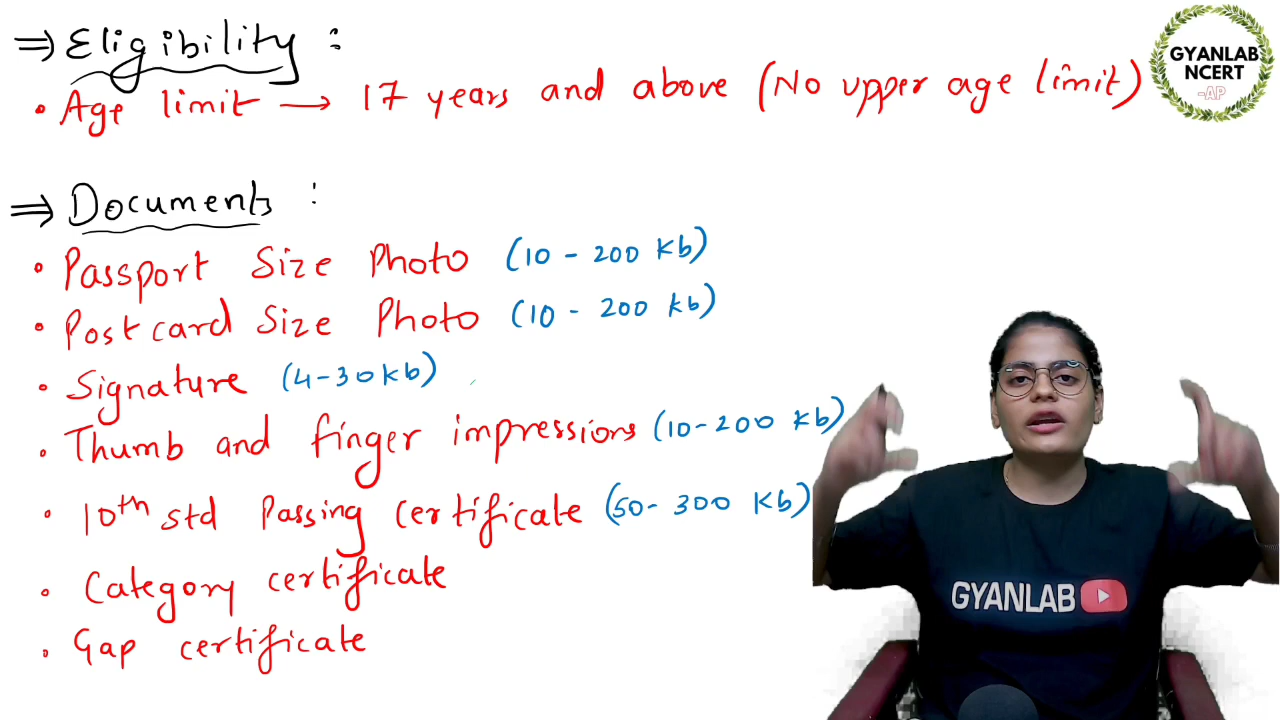 ⇒ Eligibility :
• Age limit → 17 years and above (No upper age limit)
GYANLAB
NCERT
-AP
⇒ Documents :
• Passport Size Photo (10 - 200 Kb)
• Postcard Size Photo (10 - 200 kb)
• Signature (4-30kb)
• Thumb and finger impressions (10-200 kb)
• 10th std Passing certificate (50- 300 Kb)
• Category certificate
• Gap certificate
GYANLAB